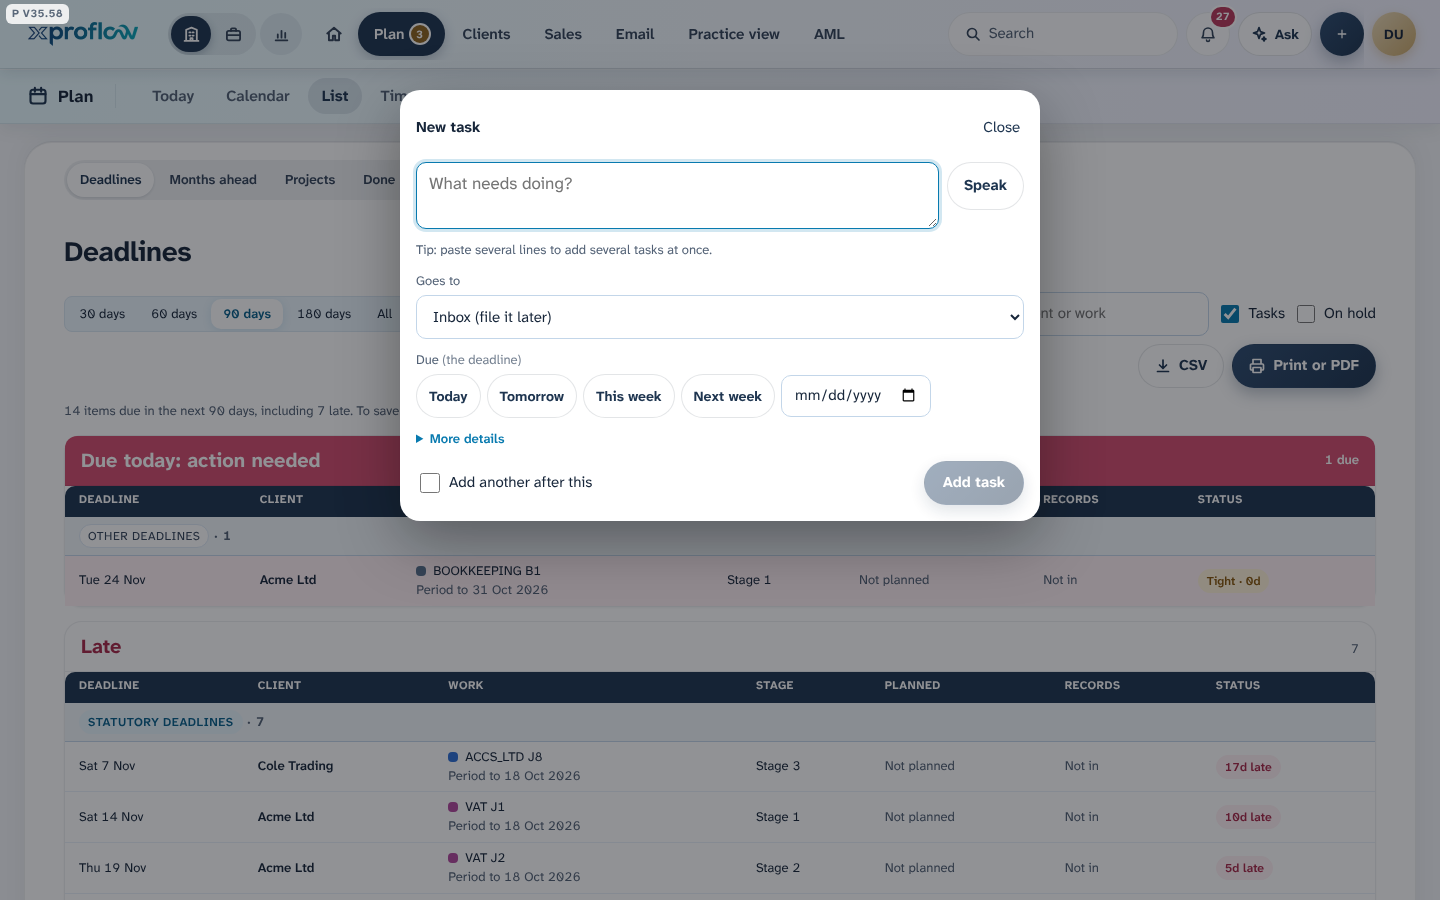 P V35.58
xproflow
Plan 3
Clients
Sales
Email
Practice view
AML
Search
27
Ask
+
DU
Plan
Today
Calendar
List
Tim
New task
Close
What needs doing?
Speak
Tip: paste several lines to add several tasks at once.
Goes to
Inbox (file it later)
Due (the deadline)
Today
Tomorrow
This week
Next week
mm/dd/yyyy
More details
Add another after this
Add task
Deadlines
Months ahead
Projects
Done
Deadlines
30 days
60 days
90 days
180 days
All
nt or work
Tasks
On hold
CSV
Print or PDF
14 items due in the next 90 days, including 7 late. To save
Due today: action needed
1 due
DEADLINE CLIENT RECORDS STATUS
OTHER DEADLINES · 1
Tue 24 Nov Acme Ltd BOOKKEEPING B1 Stage 1 Not planned Not in Tight · 0d
Period to 31 Oct 2026
Late
7
DEADLINE CLIENT WORK STAGE PLANNED RECORDS STATUS
STATUTORY DEADLINES · 7
Sat 7 Nov Cole Trading ACCS_LTD J8 Stage 3 Not planned Not in 17d late
Period to 18 Oct 2026
Sat 14 Nov Acme Ltd VAT J1 Stage 1 Not planned Not in 10d late
Period to 18 Oct 2026
Thu 19 Nov Acme Ltd VAT J2 Stage 2 Not planned Not in 5d late
Period to 18 Oct 2026